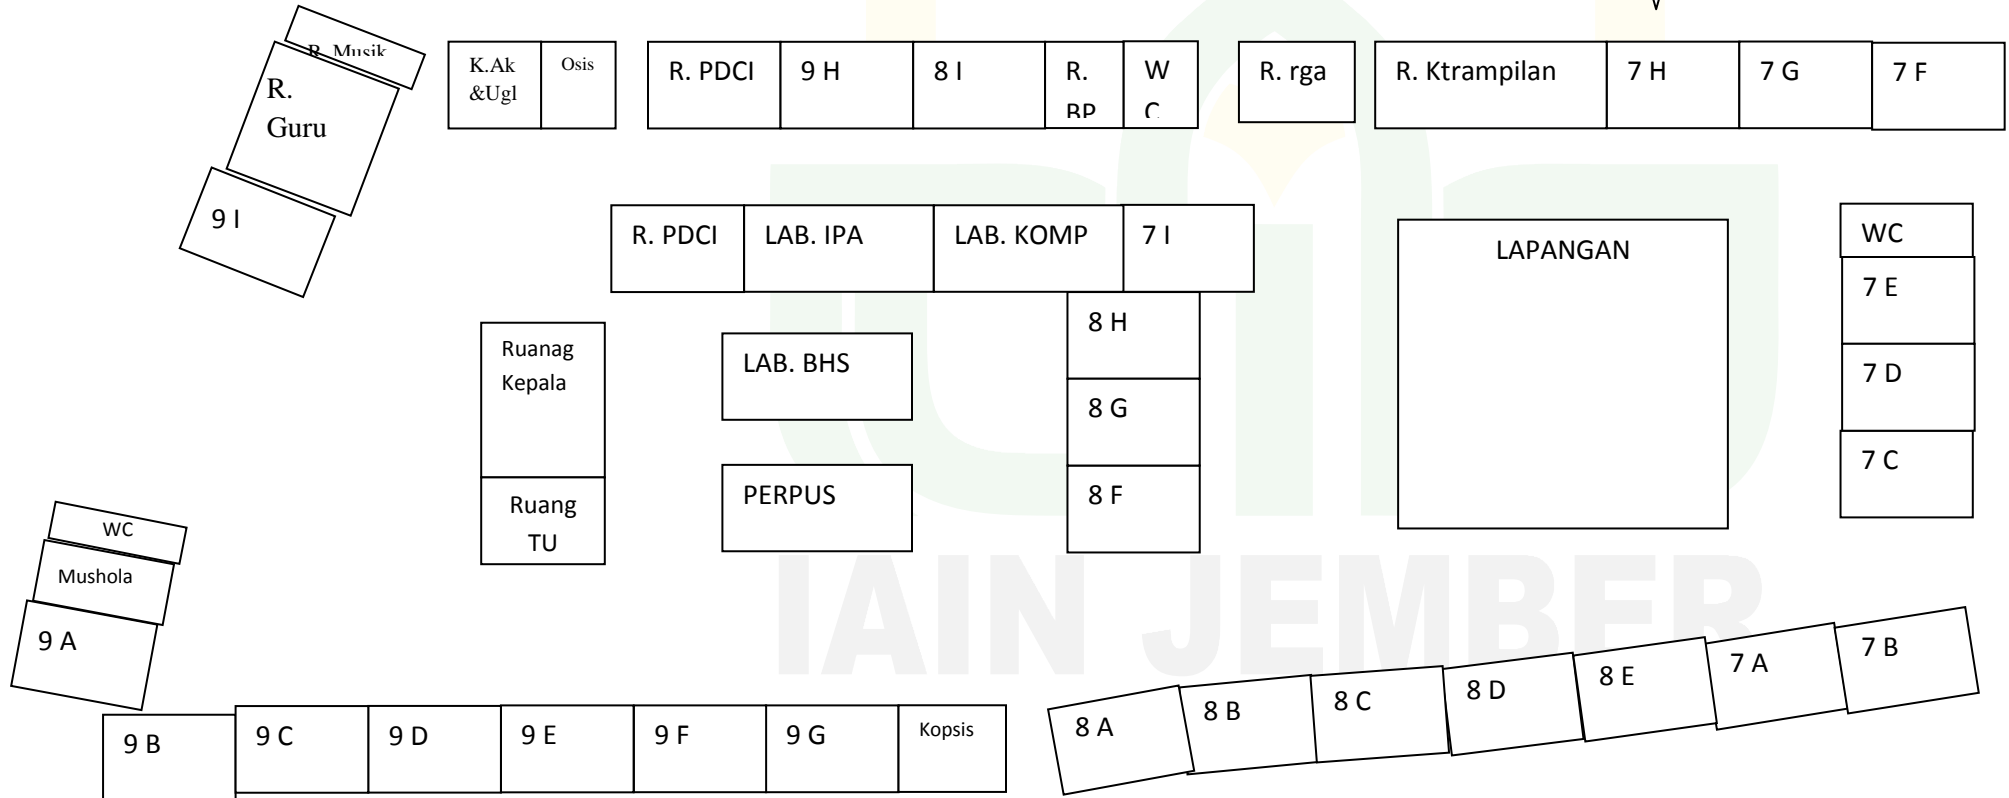 R. Musik
R.
Guru
9 I
K.Ak
&Ugl
Osis
R. PDCI
9 H
8 I
R.
BP
W
C
R. rga
R. Ktrampilan
7 H
7 G
7 F
R. PDCI
LAB. IPA
LAB. KOMP
7 I
LAPANGAN
WC
7 E
7 D
7 C
8 H
8 G
8 F
Ruanag
Kepala
Ruang
TU
LAB. BHS
PERPUS
WC
Mushola
9 A
IAIN JEMBER
9 B
9 C
9 D
9 E
9 F
9 G
Kopsis
8 A
8 B
8 C
8 D
8 E
7 A
7 B